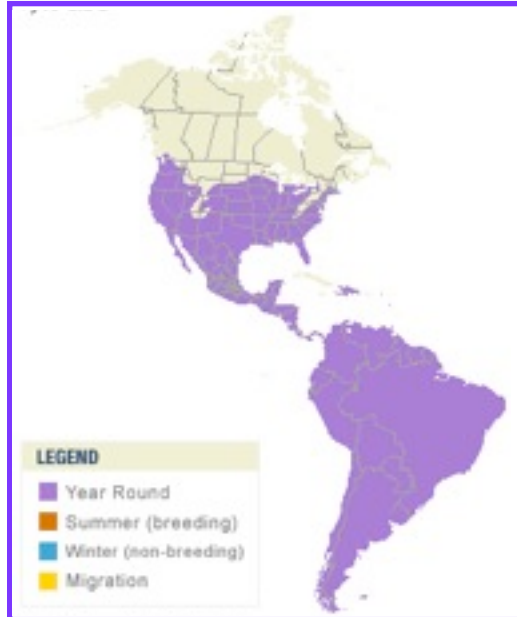 LEGEND
Year Round
Summer (breeding)
Winter (non-breeding)
Migration